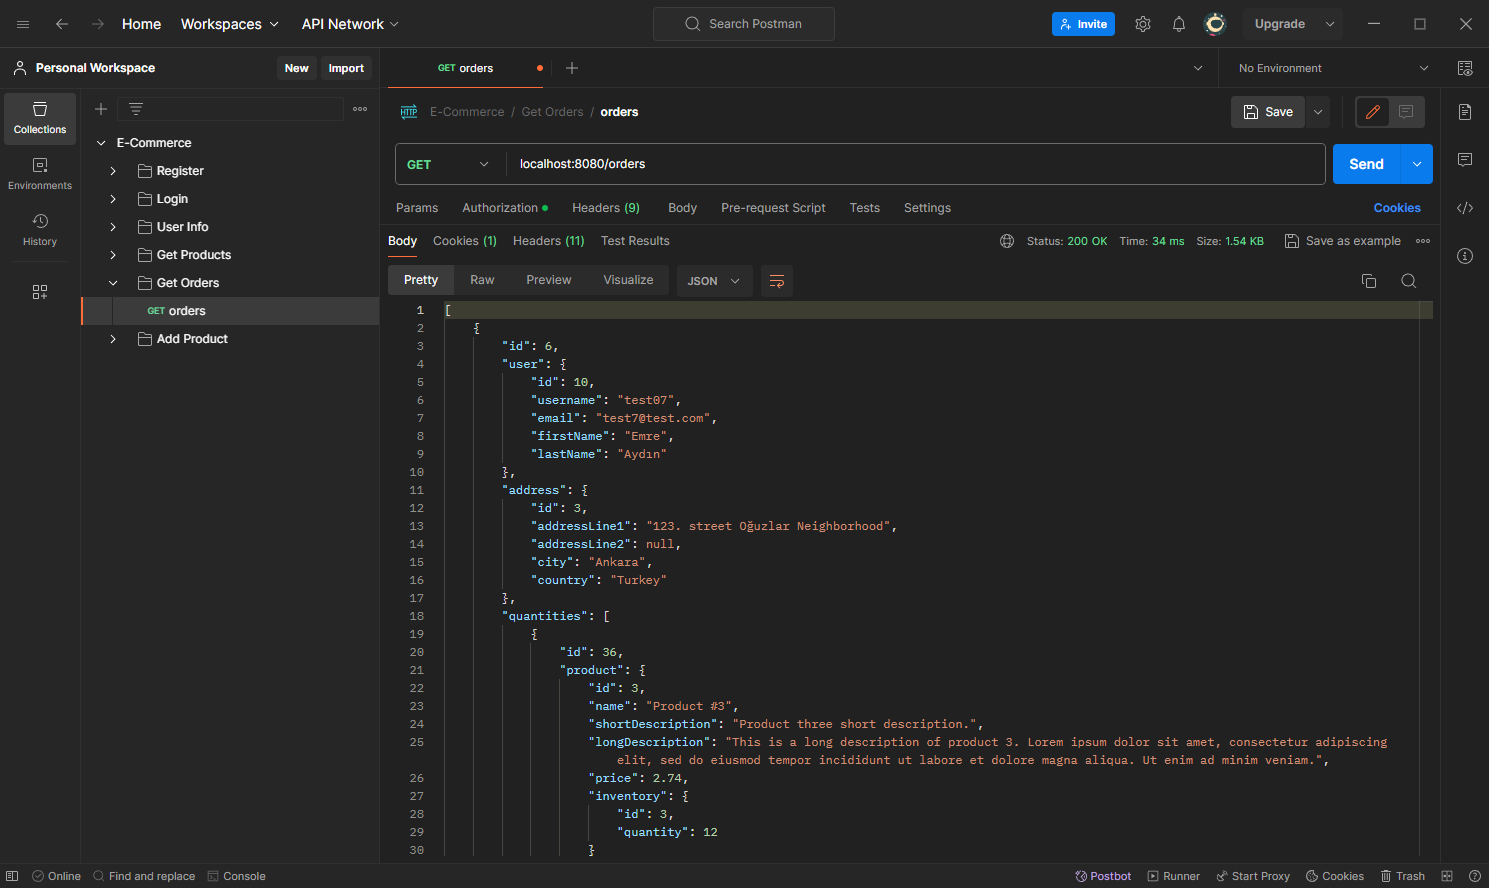 Home
Workspaces
API Network
Search Postman
Invite
Upgrade
Personal Workspace
New
Import
GET orders
No Environment
Collections
Environments
History
E-Commerce
Register
Login
User Info
Get Products
Get Orders
GET orders
Add Product
HTTP
E-Commerce / Get Orders / orders
Save
GET
localhost:8080/orders
Send
Params
Authorization
Headers (9)
Body
Pre-request Script
Tests
Settings
Cookies
Body
Cookies (1)
Headers (11)
Test Results
Status: 200 OK
Time: 34 ms
Size: 1.54 KB
Save as example
Pretty
Raw
Preview
Visualize
JSON
1 [
2 {
3 "id": 6,
4 "user": {
5 "id": 10,
6 "username": "test07",
7 "email": "test7@test.com",
8 "firstName": "Emre",
9 "lastName": "Aydın"
10 },
11 "address": {
12 "id": 3,
13 "addressLine1": "123. street Oğuzlar Neighborhood",
14 "addressLine2": null,
15 "city": "Ankara",
16 "country": "Turkey"
17 },
18 "quantities": [
19 {
20 "id": 36,
21 "product": {
22 "id": 3,
23 "name": "Product #3",
24 "shortDescription": "Product three short description.",
25 "longDescription": "This is a long description of product 3. Lorem ipsum dolor sit amet, consectetur adipiscing
elit, sed do eiusmod tempor incididunt ut labore et dolore magna aliqua. Ut enim ad minim veniam.",
26 "price": 2.74,
27 "inventory": {
28 "id": 3,
29 "quantity": 12
30 }
Online
Find and replace
Console
Postbot
Runner
Start Proxy
Cookies
Trash